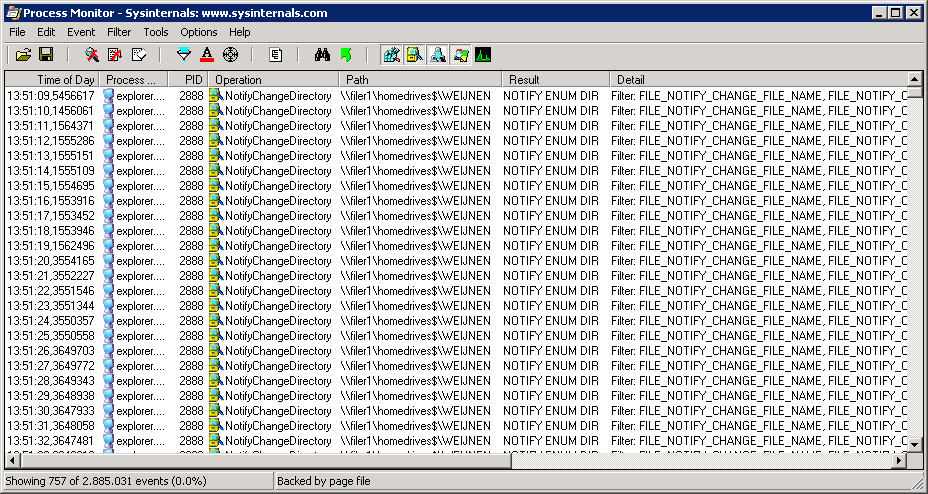 Process Monitor - Sysinternals: www.sysinternals.com
File Edit Event Filter Tools Options Help
Time of Day Process ... PID Operation Path Result Detail
13:51:09,5456617 explorer.... 2888 NotifyChangeDirectory \\filer1\homedrives$\WEIJNEN NOTIFY ENUM DIR Filter: FILE_NOTIFY_CHANGE_FILE_NAME, FILE_NOTIFY_C
13:51:10,1456061 explorer.... 2888 NotifyChangeDirectory \\filer1\homedrives$\WEIJNEN NOTIFY ENUM DIR Filter: FILE_NOTIFY_CHANGE_FILE_NAME, FILE_NOTIFY_C
13:51:11,1564371 explorer.... 2888 NotifyChangeDirectory \\filer1\homedrives$\WEIJNEN NOTIFY ENUM DIR Filter: FILE_NOTIFY_CHANGE_FILE_NAME, FILE_NOTIFY_C
13:51:12,1555286 explorer.... 2888 NotifyChangeDirectory \\filer1\homedrives$\WEIJNEN NOTIFY ENUM DIR Filter: FILE_NOTIFY_CHANGE_FILE_NAME, FILE_NOTIFY_C
13:51:13,1555151 explorer.... 2888 NotifyChangeDirectory \\filer1\homedrives$\WEIJNEN NOTIFY ENUM DIR Filter: FILE_NOTIFY_CHANGE_FILE_NAME, FILE_NOTIFY_C
13:51:14,1555109 explorer.... 2888 NotifyChangeDirectory \\filer1\homedrives$\WEIJNEN NOTIFY ENUM DIR Filter: FILE_NOTIFY_CHANGE_FILE_NAME, FILE_NOTIFY_C
13:51:15,1554695 explorer.... 2888 NotifyChangeDirectory \\filer1\homedrives$\WEIJNEN NOTIFY ENUM DIR Filter: FILE_NOTIFY_CHANGE_FILE_NAME, FILE_NOTIFY_C
13:51:16,1553916 explorer.... 2888 NotifyChangeDirectory \\filer1\homedrives$\WEIJNEN NOTIFY ENUM DIR Filter: FILE_NOTIFY_CHANGE_FILE_NAME, FILE_NOTIFY_C
13:51:17,1553452 explorer.... 2888 NotifyChangeDirectory \\filer1\homedrives$\WEIJNEN NOTIFY ENUM DIR Filter: FILE_NOTIFY_CHANGE_FILE_NAME, FILE_NOTIFY_C
13:51:18,1553946 explorer.... 2888 NotifyChangeDirectory \\filer1\homedrives$\WEIJNEN NOTIFY ENUM DIR Filter: FILE_NOTIFY_CHANGE_FILE_NAME, FILE_NOTIFY_C
13:51:19,1562496 explorer.... 2888 NotifyChangeDirectory \\filer1\homedrives$\WEIJNEN NOTIFY ENUM DIR Filter: FILE_NOTIFY_CHANGE_FILE_NAME, FILE_NOTIFY_C
13:51:20,3554165 explorer.... 2888 NotifyChangeDirectory \\filer1\homedrives$\WEIJNEN NOTIFY ENUM DIR Filter: FILE_NOTIFY_CHANGE_FILE_NAME, FILE_NOTIFY_C
13:51:21,3552227 explorer.... 2888 NotifyChangeDirectory \\filer1\homedrives$\WEIJNEN NOTIFY ENUM DIR Filter: FILE_NOTIFY_CHANGE_FILE_NAME, FILE_NOTIFY_C
13:51:22,3551546 explorer.... 2888 NotifyChangeDirectory \\filer1\homedrives$\WEIJNEN NOTIFY ENUM DIR Filter: FILE_NOTIFY_CHANGE_FILE_NAME, FILE_NOTIFY_C
13:51:23,3551344 explorer.... 2888 NotifyChangeDirectory \\filer1\homedrives$\WEIJNEN NOTIFY ENUM DIR Filter: FILE_NOTIFY_CHANGE_FILE_NAME, FILE_NOTIFY_C
13:51:24,3550357 explorer.... 2888 NotifyChangeDirectory \\filer1\homedrives$\WEIJNEN NOTIFY ENUM DIR Filter: FILE_NOTIFY_CHANGE_FILE_NAME, FILE_NOTIFY_C
13:51:25,3550558 explorer.... 2888 NotifyChangeDirectory \\filer1\homedrives$\WEIJNEN NOTIFY ENUM DIR Filter: FILE_NOTIFY_CHANGE_FILE_NAME, FILE_NOTIFY_C
13:51:26,3649703 explorer.... 2888 NotifyChangeDirectory \\filer1\homedrives$\WEIJNEN NOTIFY ENUM DIR Filter: FILE_NOTIFY_CHANGE_FILE_NAME, FILE_NOTIFY_C
13:51:27,3649772 explorer.... 2888 NotifyChangeDirectory \\filer1\homedrives$\WEIJNEN NOTIFY ENUM DIR Filter: FILE_NOTIFY_CHANGE_FILE_NAME, FILE_NOTIFY_C
13:51:28,3649343 explorer.... 2888 NotifyChangeDirectory \\filer1\homedrives$\WEIJNEN NOTIFY ENUM DIR Filter: FILE_NOTIFY_CHANGE_FILE_NAME, FILE_NOTIFY_C
13:51:29,3648938 explorer.... 2888 NotifyChangeDirectory \\filer1\homedrives$\WEIJNEN NOTIFY ENUM DIR Filter: FILE_NOTIFY_CHANGE_FILE_NAME, FILE_NOTIFY_C
13:51:30,3647933 explorer.... 2888 NotifyChangeDirectory \\filer1\homedrives$\WEIJNEN NOTIFY ENUM DIR Filter: FILE_NOTIFY_CHANGE_FILE_NAME, FILE_NOTIFY_C
13:51:31,3648058 explorer.... 2888 NotifyChangeDirectory \\filer1\homedrives$\WEIJNEN NOTIFY ENUM DIR Filter: FILE_NOTIFY_CHANGE_FILE_NAME, FILE_NOTIFY_C
13:51:32,3647481 explorer.... 2888 NotifyChangeDirectory \\filer1\homedrives$\WEIJNEN NOTIFY ENUM DIR Filter: FILE_NOTIFY_CHANGE_FILE_NAME, FILE_NOTIFY_C
Showing 757 of 2.885.031 events (0.0%) Backed by page file